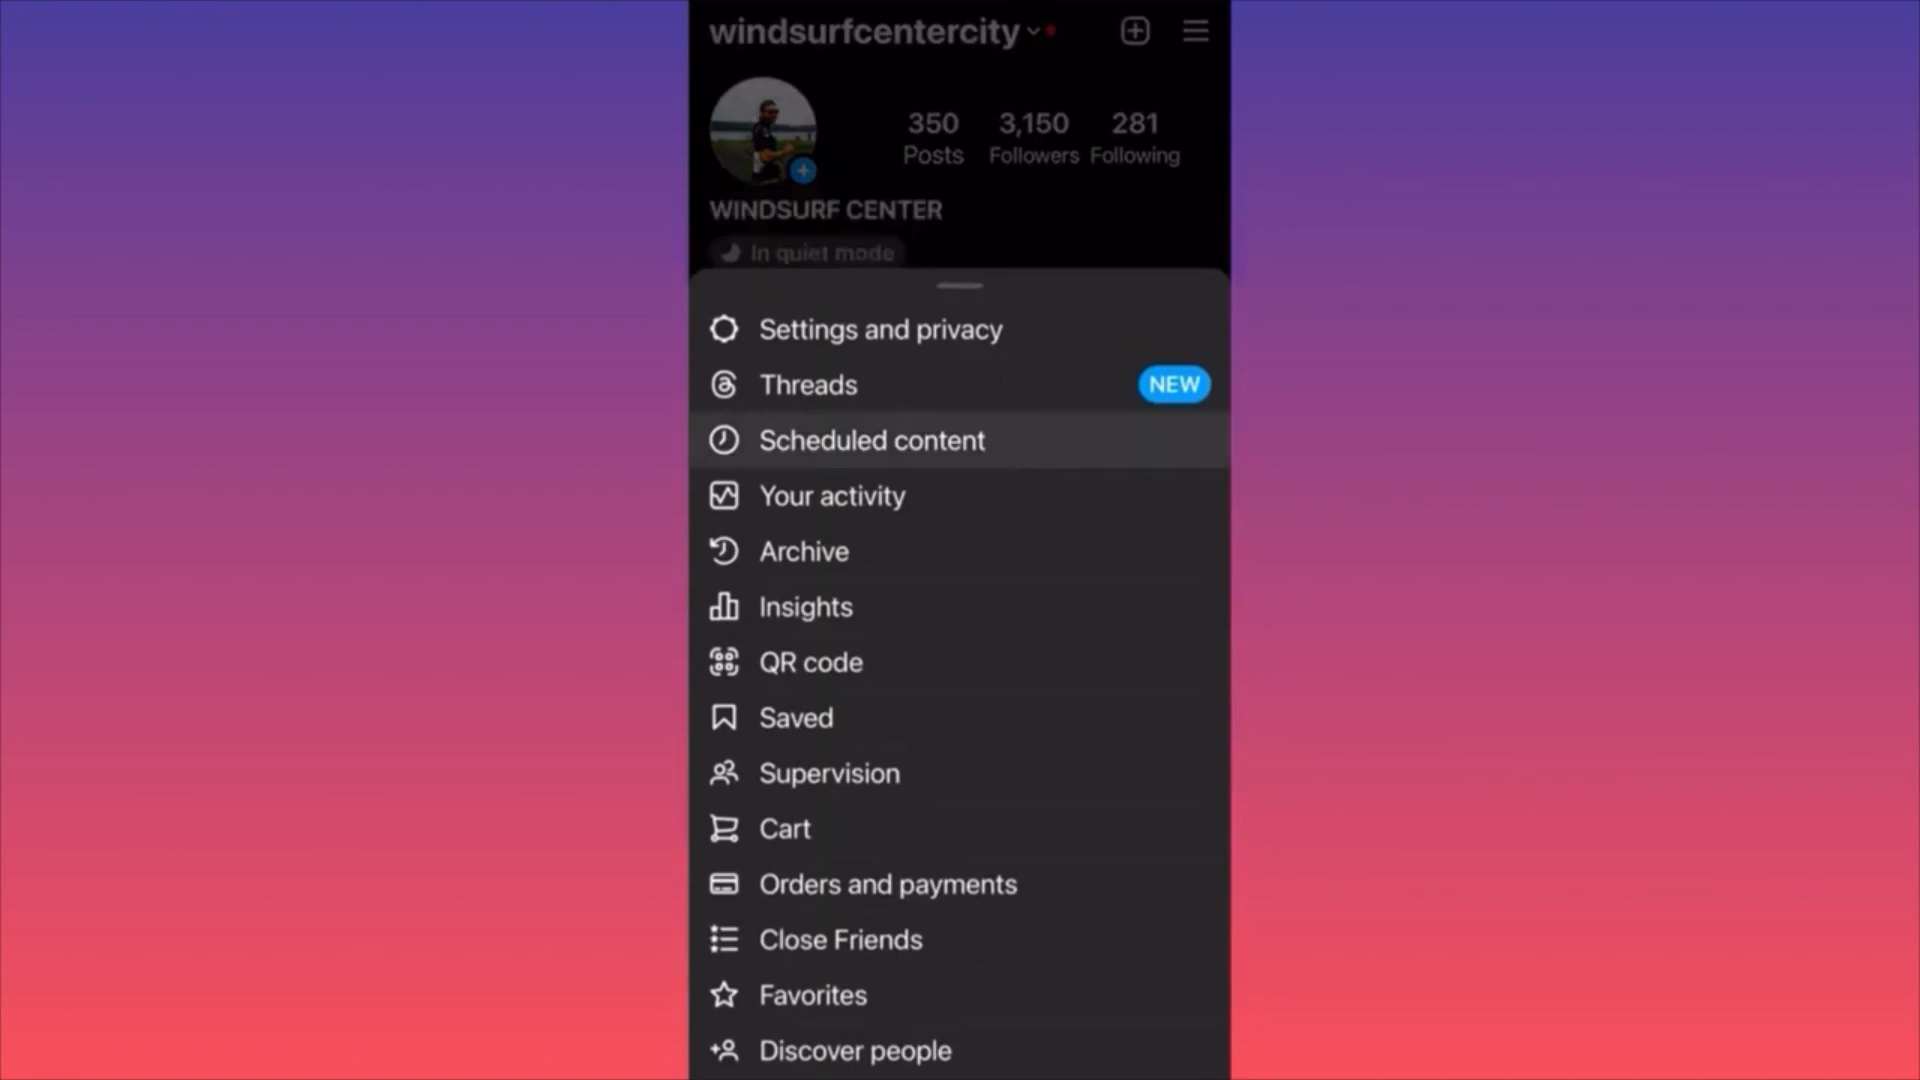 windsurfcentercity
350 3,150 281
Posts Followers Following
WINDSURF CENTER
In quiet mode
Settings and privacy
Threads NEW
Scheduled content
Your activity
Archive
Insights
QR code
Saved
Supervision
Cart
Orders and payments
Close Friends
Favorites
Discover people